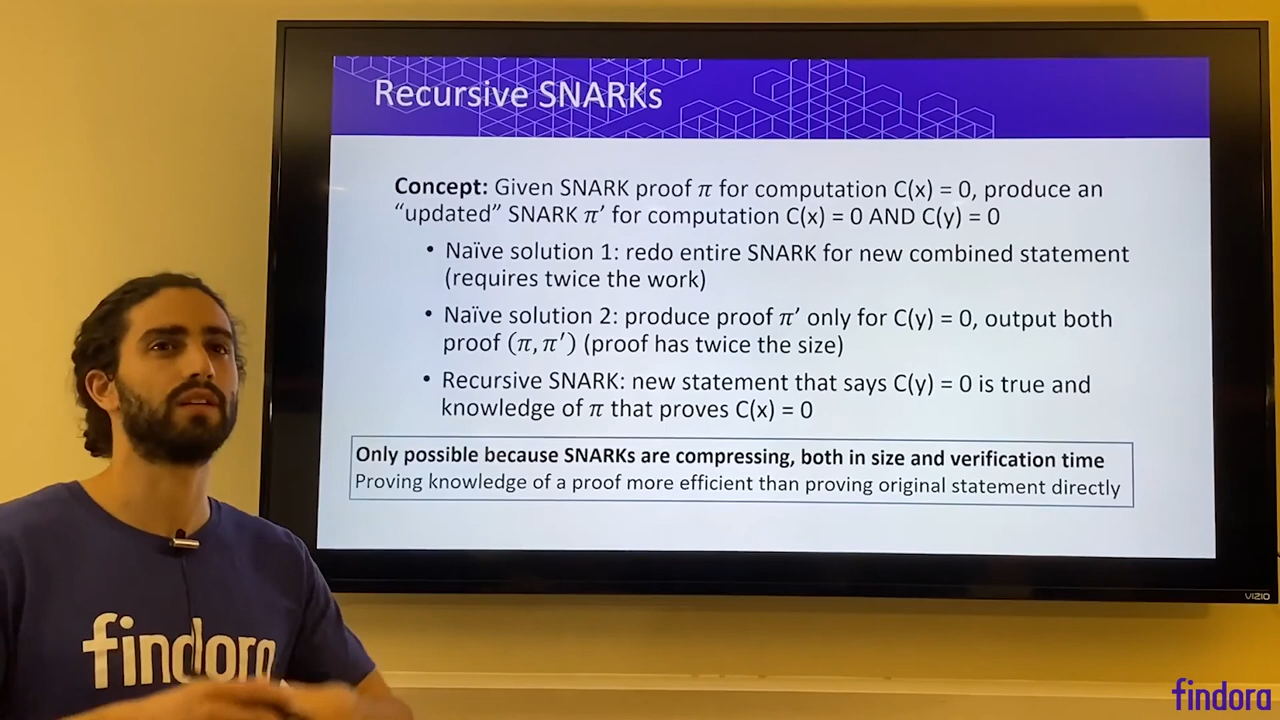 Recursive SNARKs
Concept: Given SNARK proof π for computation C(x) = 0, produce an
“updated” SNARK π’ for computation C(x) = 0 AND C(y) = 0
• Naïve solution 1: redo entire SNARK for new combined statement
(requires twice the work)
• Naïve solution 2: produce proof π’ only for C(y) = 0, output both
proof (π, π′) (proof has twice the size)
• Recursive SNARK: new statement that says C(y) = 0 is true and
knowledge of π that proves C(x) = 0
Only possible because SNARKs are compressing, both in size and verification time
Proving knowledge of a proof more efficient than proving original statement directly
VIZIO
findora
findora